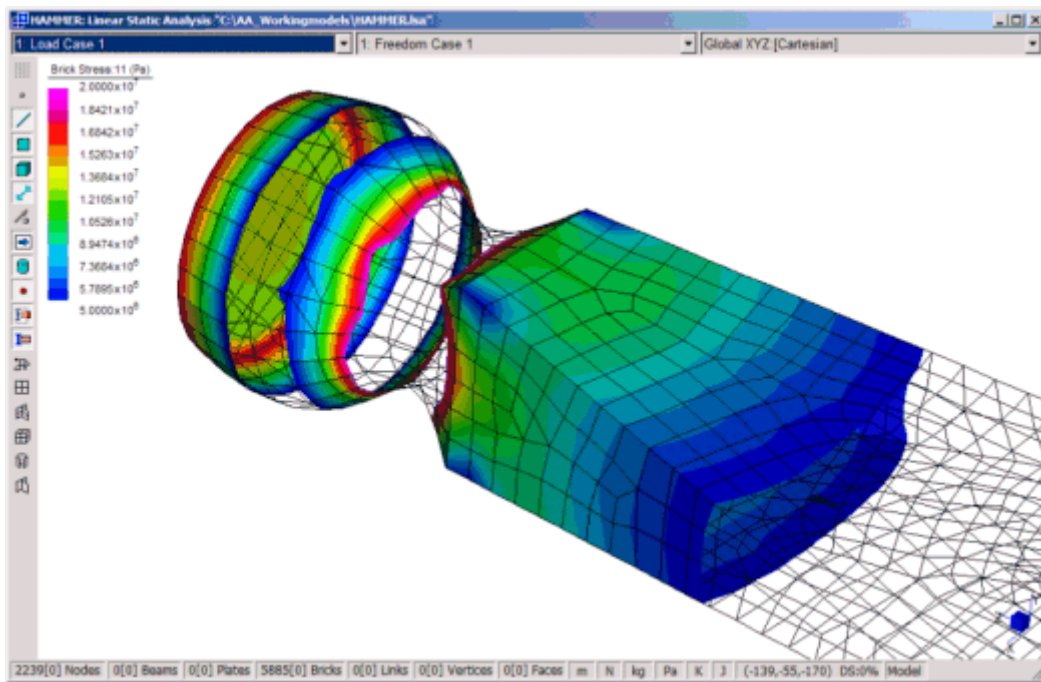 HAMMER: Linear Static Analysis "C:\AA_Workingmodels\HAMMER.lsa"
1: Load Case 1
1: Freedom Case 1
Global XYZ:[Cartesian]
Brick Stress:11 (Pa)
2.0000x10⁷
1.8421x10⁷
1.6842x10⁷
1.5263x10⁷
1.3684x10⁷
1.2105x10⁷
1.0526x10⁷
8.9474x10⁶
7.3684x10⁶
5.7895x10⁶
5.0000x10⁶
2239[0] Nodes 0[0] Beams 0[0] Plates 5885[0] Bricks 0[0] Links 0[0] Vertices 0[0] Faces m N kg Pa K J (-139,-55,-170) DS:0% Model